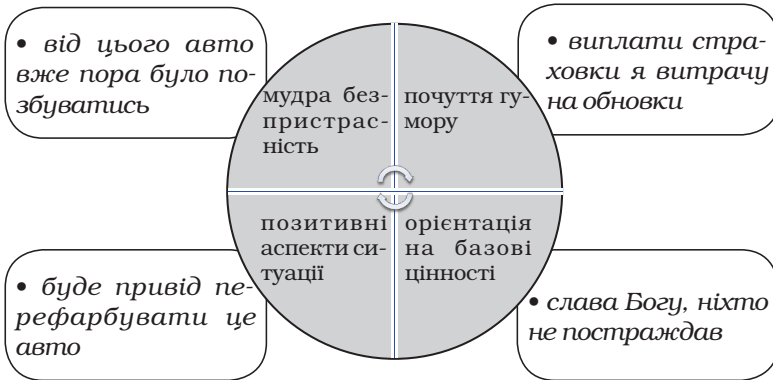 • від цього авто
вже пора було по-
збуватись
мудра без-
пристрас-
ність
почуття гу-
мору
• виплати стра-
ховки я витрачу
на обновки
• буде привід пе-
рефарбувати це
авто
позитивні
аспекти си-
туації
орієнтація
на базові
цінності
• слава Богу, ніхто
не постраждав